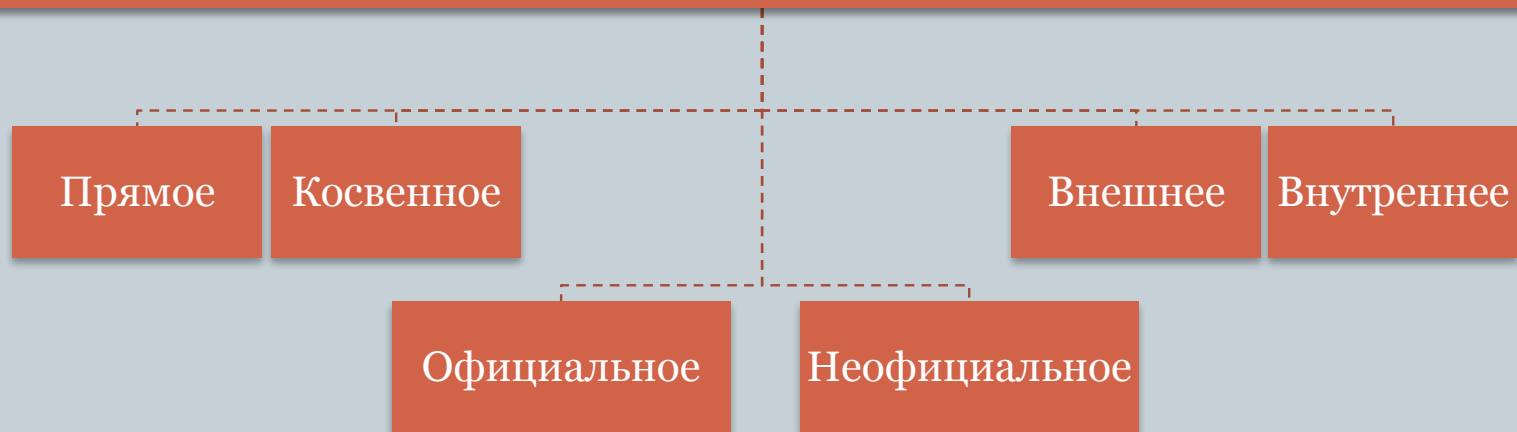 Прямое
Косвенное
Внешнее
Внутреннее
Официальное
Неофициальное